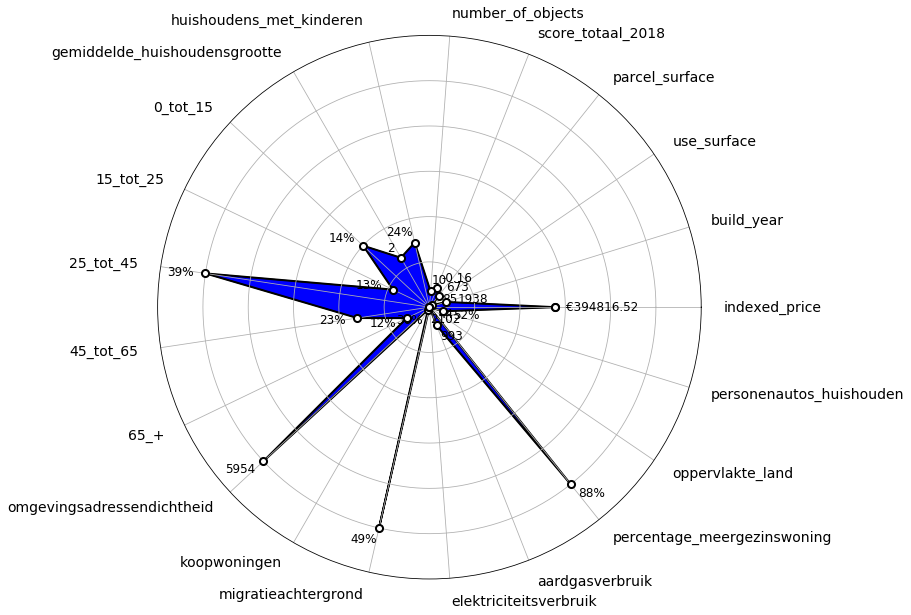 number_of_objects
huishoudens_met_kinderen
score_totaal_2018
gemiddelde_huishoudensgrootte
parcel_surface
0_tot_15
use_surface
15_tot_25
build_year
24%
14%
2
25_tot_45
39%
-0.16
10
13%
673
1938
€394816.52
indexed_price
23%
12%
45_tot_65
personenautos_huishouden
65_+
5954
oppervlakte_land
88%
omgevingsadressendichtheid
49%
percentage_meergezinswoning
koopwoningen
aardgasverbruik
migratieachtergrond
elektriciteitsverbruik